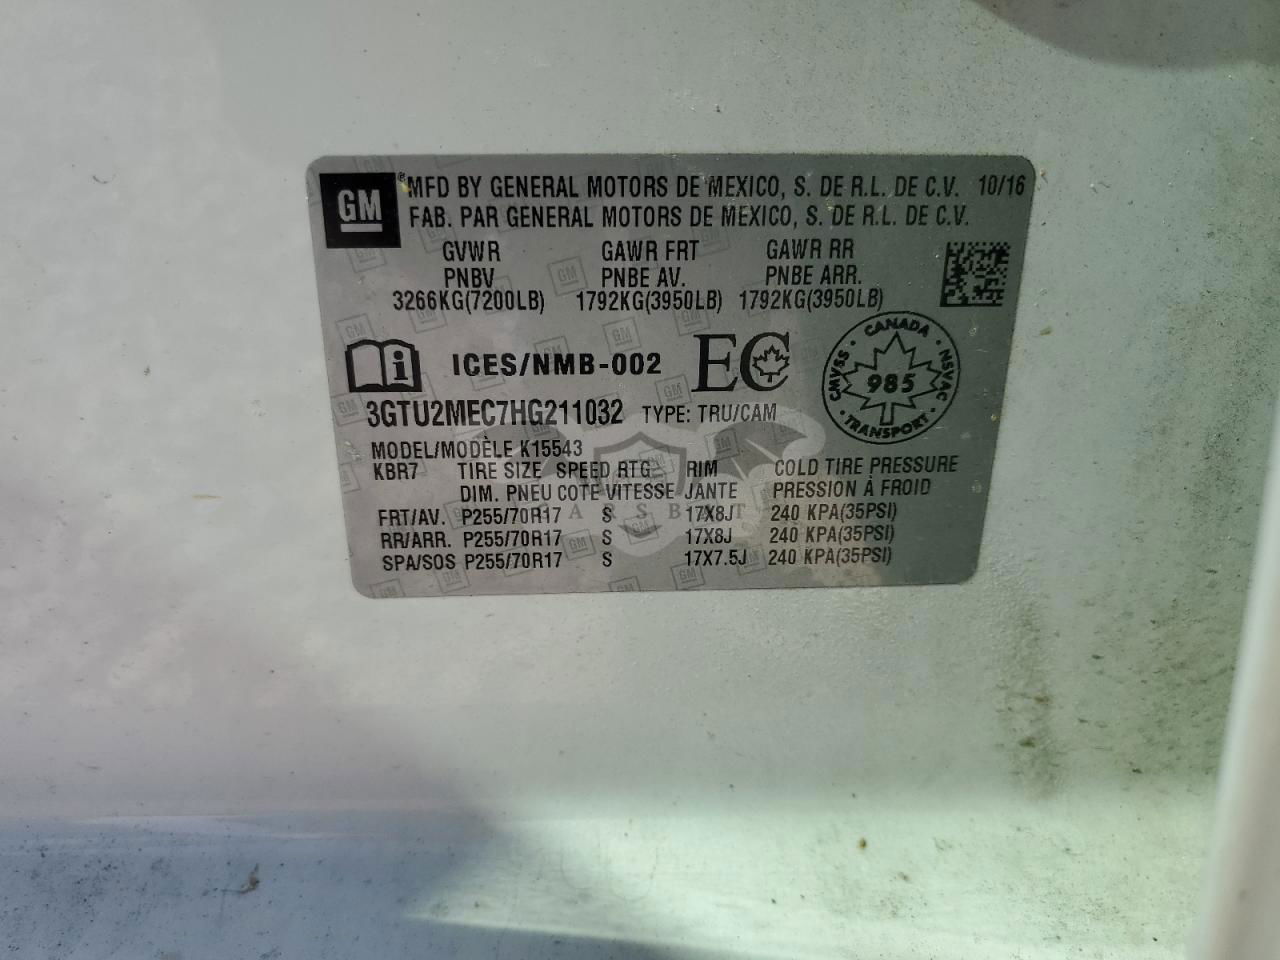 GM ® MFD BY GENERAL MOTORS DE MEXICO, S. DE R.L. DE C.V. 10/16
FAB. PAR GENERAL MOTORS DE MEXICO, S. DE R.L. DE C.V.
GVWR GAWR FRT GAWR RR
PNBV PNBE AV. PNBE ARR.
3266KG(7200LB) 1792KG(3950LB) 1792KG(3950LB)
i ICES/NMB-002 EC CANADA CMVSS NSVAC 985 TRANSPORT
3GTU2MEC7HG211032 TYPE: TRU/CAM
MODEL/MODÈLE K15543
KBR7 TIRE SIZE SPEED RTG RIM COLD TIRE PRESSURE
DIM. PNEU COTE VITESSE JANTE PRESSION À FROID
FRT/AV. P255/70R17 S 17X8J 240 KPA(35PSI)
RR/ARR. P255/70R17 S 17X8J 240 KPA(35PSI)
SPA/SOS P255/70R17 S 17X7.5J 240 KPA(35PSI)